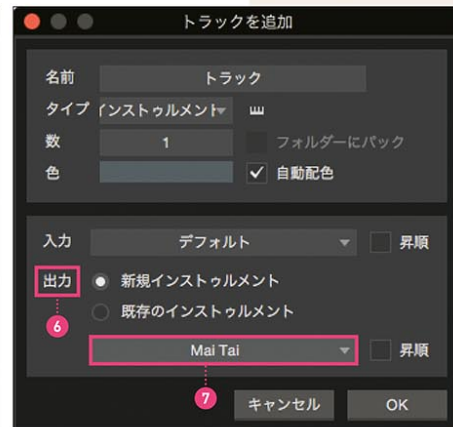 トラックを追加
名前 トラック
タイプ インストゥルメント
数 1 フォルダーにパック
色 自動配色
入力 デフォルト 昇順
出力 新規インストゥルメント
既存のインストゥルメント
6
Mai Tai 昇順
7
キャンセル OK